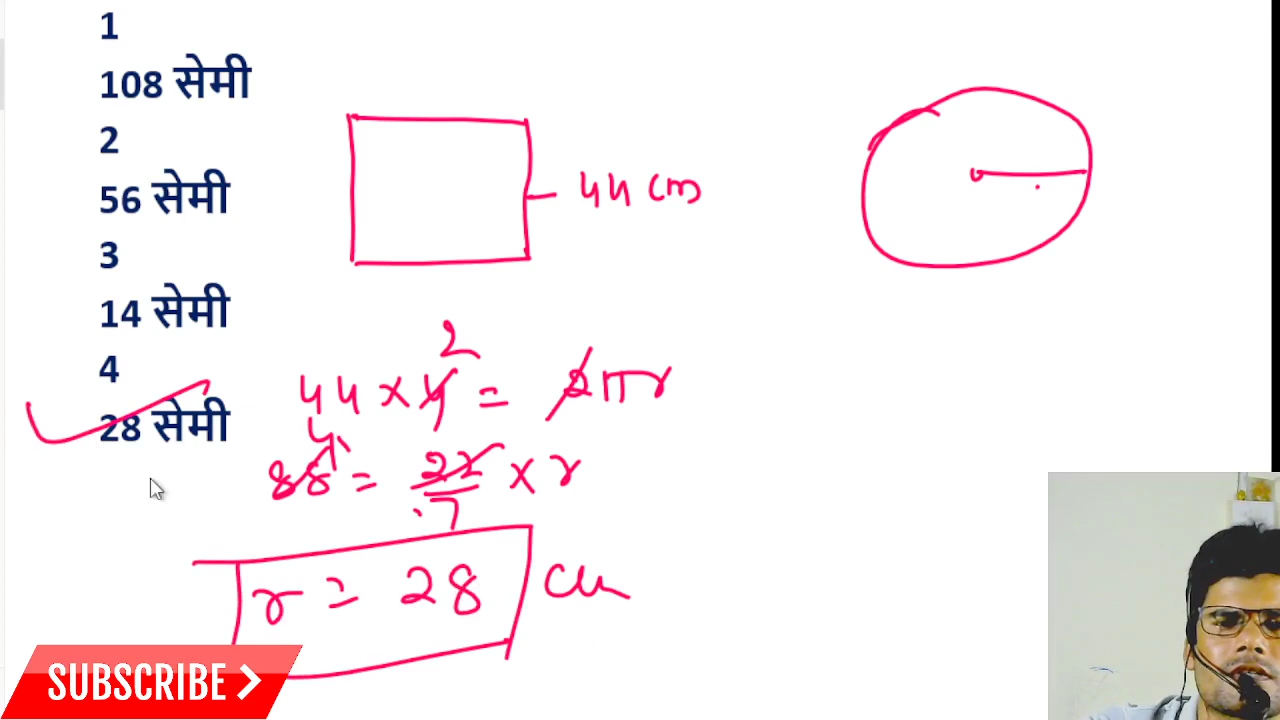 1
108 सेमी
2
56 सेमी
3
14 सेमी
4
28 सेमी
44 cm
2
44 × 4 = 2πr
4
88 = 22/7 × r
r = 28 cm
SUBSCRIBE